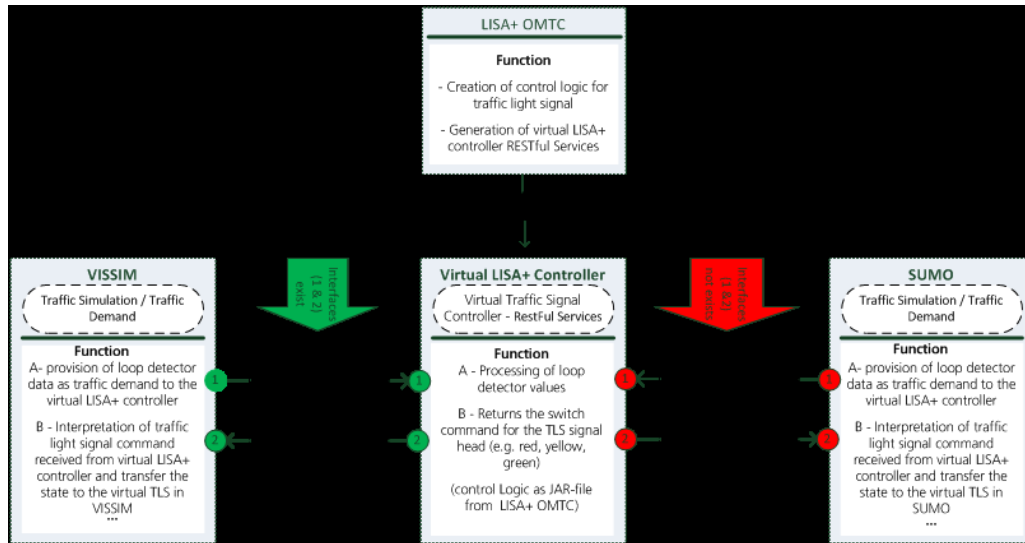 LISA+ OMTC
Function
- Creation of control logic for
traffic light signal
- Generation of virtual LISA+
controller RESTful Services
VISSIM
Traffic Simulation / Traffic
Demand
Function
A- provision of loop detector
data as traffic demand to the
virtual LISA+ controller
B - Interpretation of traffic
light signal command
received from virtual LISA+
controller and transfer the
state to the virtual TLS in
VISSIM
...
Interfaces
(1 & 2)
exist
1
2
Virtual LISA+ Controller
Virtual Traffic Signal
Controller - RestFul Services
Function
A - Processing of loop
detector values
B - Returns the switch
command for the TLS signal
head (e.g. red, yellow,
green)
(control Logic as JAR-file
from LISA+ OMTC)
1
2
Interfaces
(1 &2)
not exists
1
2
SUMO
Traffic Simulation / Traffic
Demand
Function
A- provision of loop detector
data as traffic demand to the
virtual LISA+ controller
B - Interpretation of traffic
light signal command
received from virtual LISA+
controller and transfer the
state to the virtual TLS in
SUMO
...
1
2